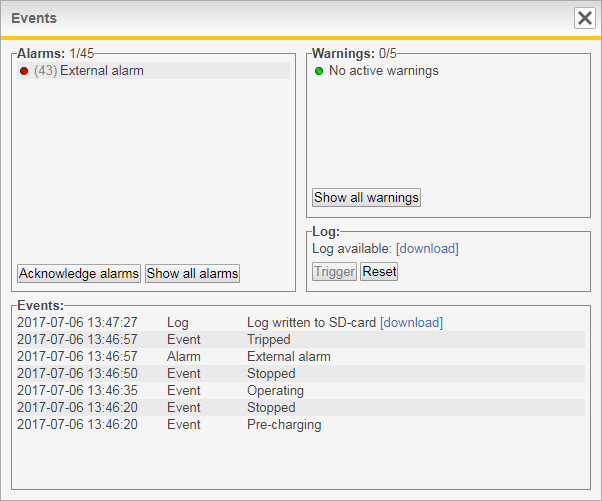 Events
Alarms: 1/45
(43) External alarm
Acknowledge alarms Show all alarms
Warnings: 0/5
No active warnings
Show all warnings
Log:
Log available: [download]
Trigger Reset
Events:
2017-07-06 13:47:27 Log Log written to SD-card [download]
2017-07-06 13:46:57 Event Tripped
2017-07-06 13:46:57 Alarm External alarm
2017-07-06 13:46:50 Event Stopped
2017-07-06 13:46:35 Event Operating
2017-07-06 13:46:20 Event Stopped
2017-07-06 13:46:20 Event Pre-charging